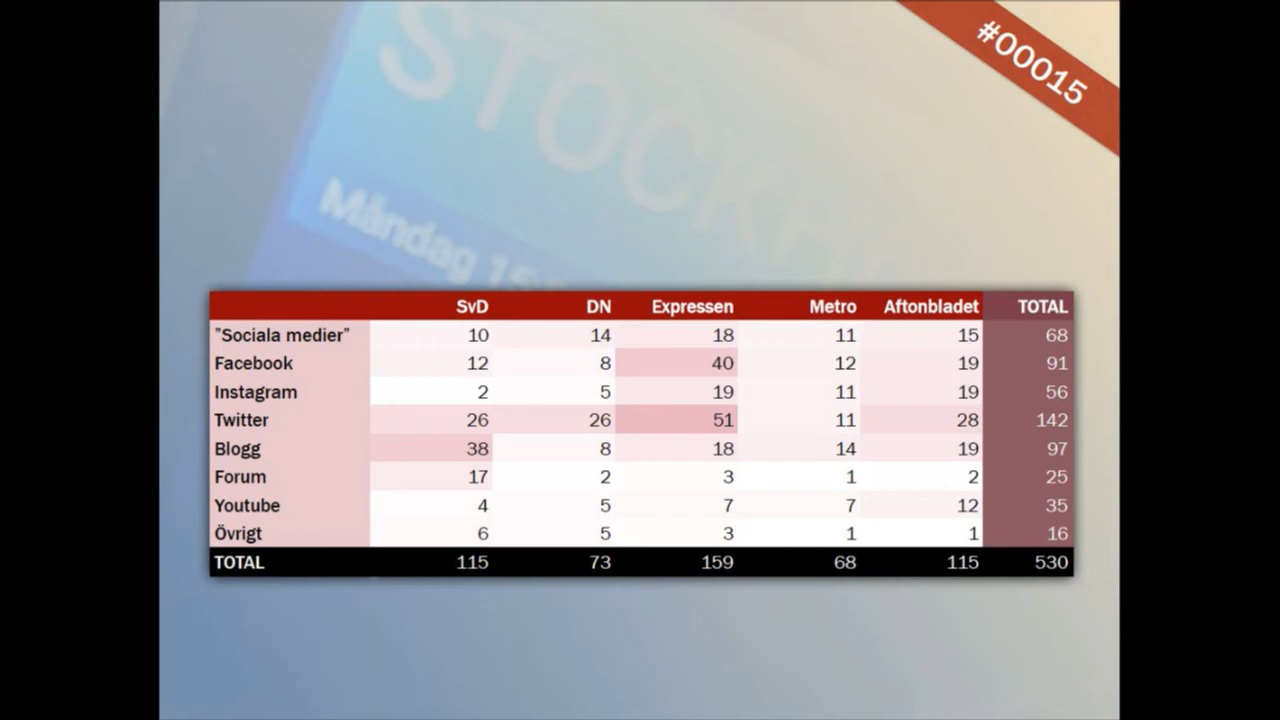 #00015
STOCK
Måndag 15
SvD DN Expressen Metro Aftonbladet TOTAL
"Sociala medier" 10 14 18 11 15 68
Facebook 12 8 40 12 19 91
Instagram 2 5 19 11 19 56
Twitter 26 26 51 11 28 142
Blogg 38 8 18 14 19 97
Forum 17 2 3 1 2 25
Youtube 4 5 7 7 12 35
Övrigt 6 5 3 1 1 16
TOTAL 115 73 159 68 115 530